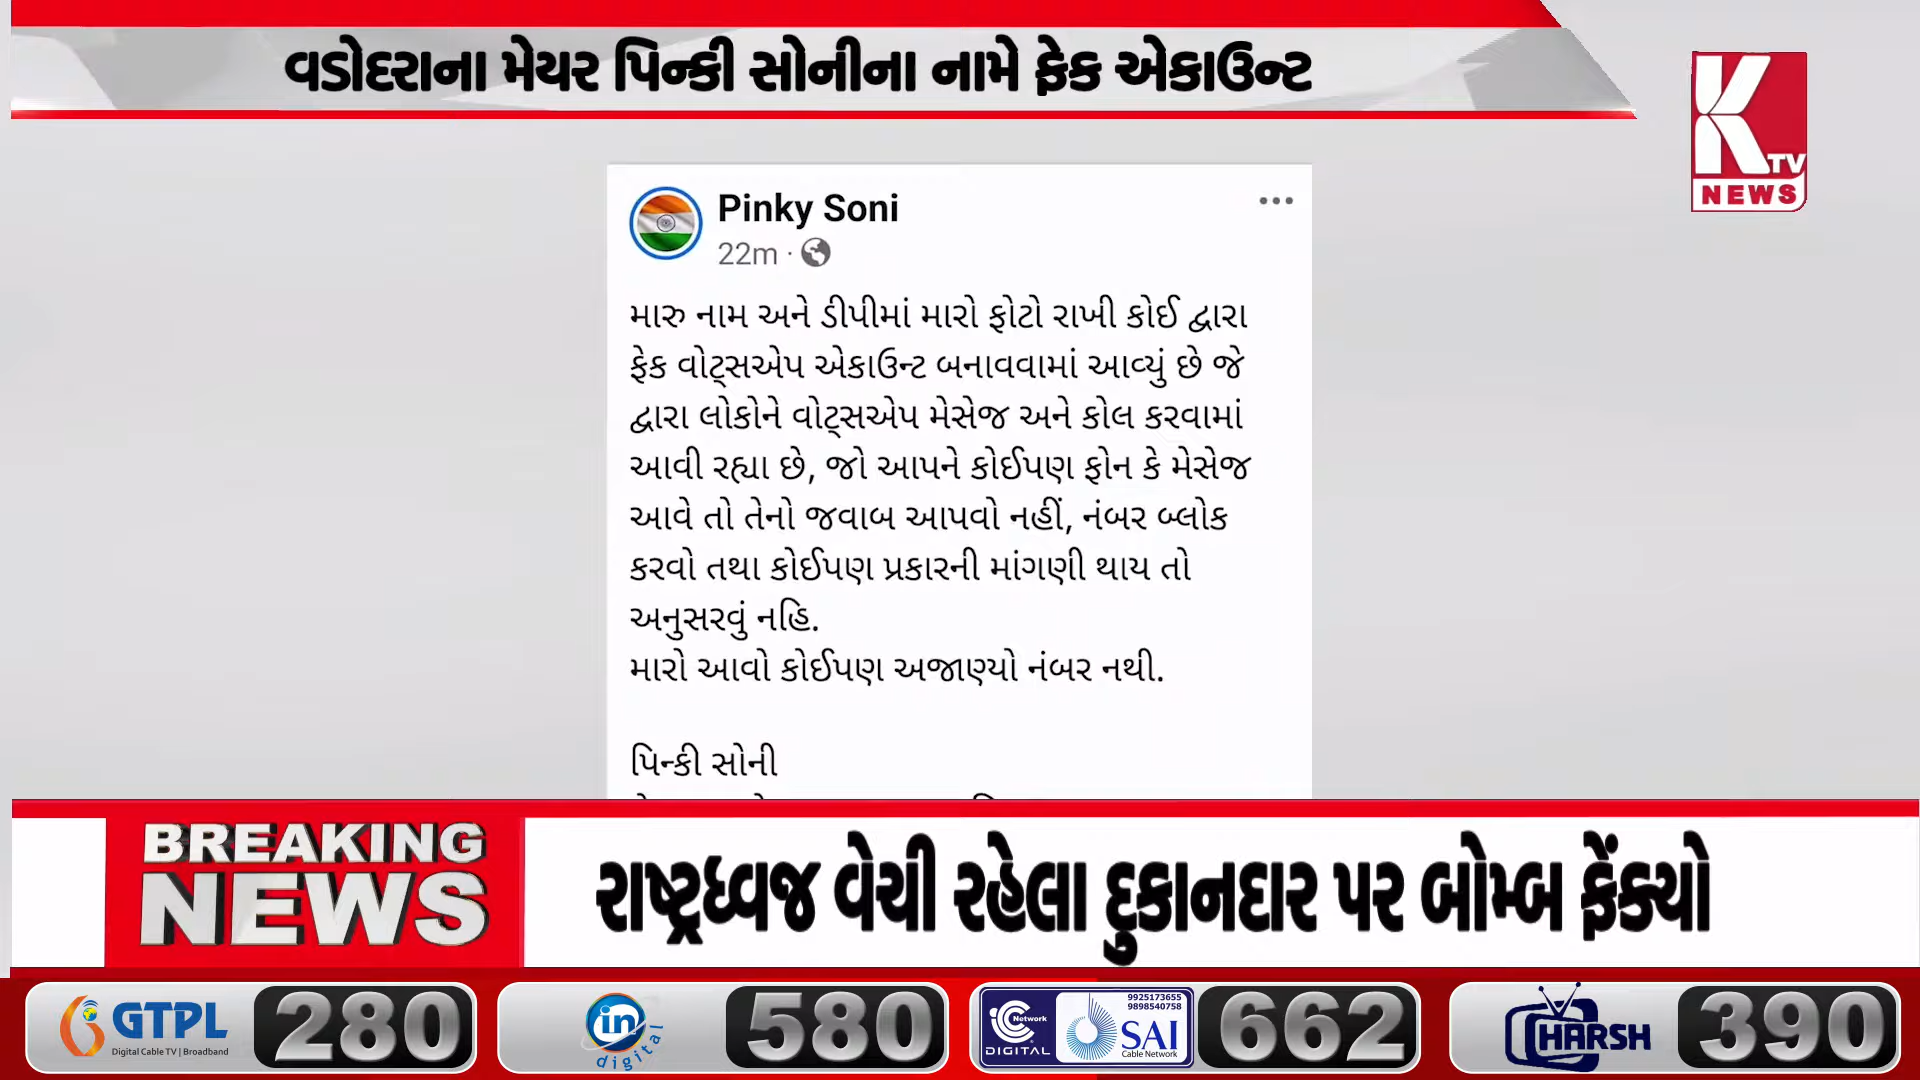 વડોદરાના મેયર પિન્કી સોનીના નામે ફેક એકાઉન્ટ
K TV
NEWS
Pinky Soni
22m ·
મારુ નામ અને ડીપીમાં મારો ફોટો રાખી કોઈ દ્વારા
ફેક વોટ્સએપ એકાઉન્ટ બનાવવામાં આવ્યું છે જે
દ્વારા લોકોને વોટ્સએપ મેસેજ અને કોલ કરવામાં
આવી રહ્યા છે, જો આપને કોઈપણ ફોન કે મેસેજ
આવે તો તેનો જવાબ આપવો નહીં, નંબર બ્લોક
કરવો તથા કોઈપણ પ્રકારની માંગણી થાય તો
અનુસરવું નહિ.
મારો આવો કોઈપણ અજાણ્યો નંબર નથી.
પિન્કી સોની
BREAKING
NEWS
રાષ્ટ્રધ્વજ વેચી રહેલા દુકાનદાર પર બોમ્બ ફેંક્યો
GTPL
Digital Cable TV | Broadband
280
in
digital
580
Network
DIGITAL
9925173655
9898540758
SAI
Cable Network
662
HARSH
390